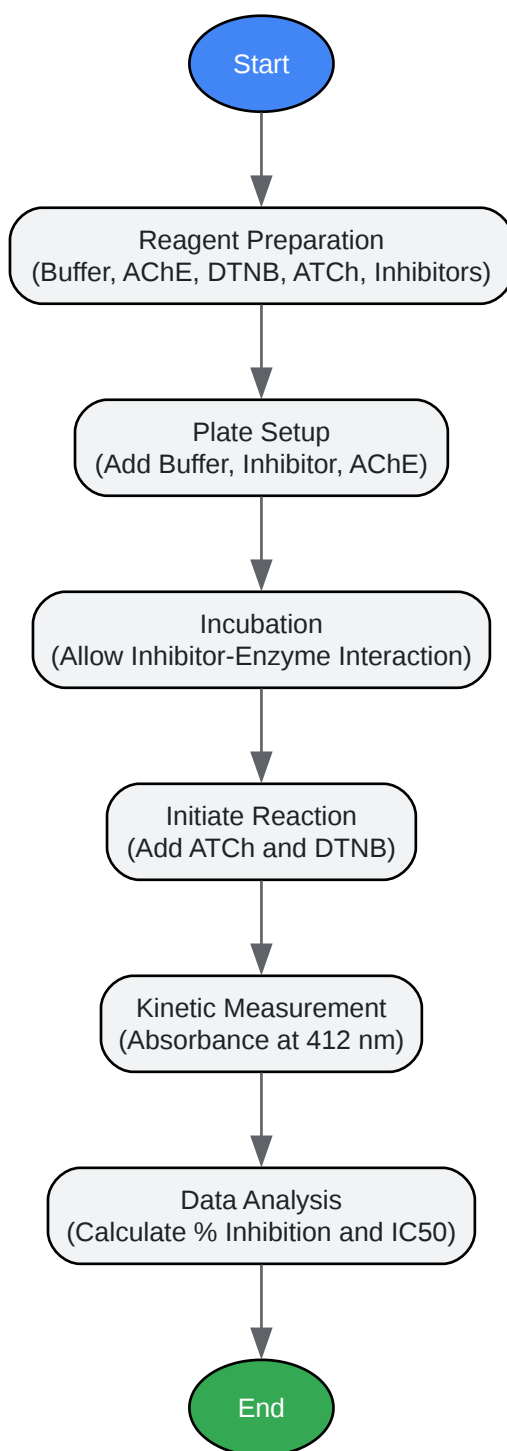 Start
Reagent Preparation
(Buffer, AChE, DTNB, ATCh, Inhibitors)
Plate Setup
(Add Buffer, Inhibitor, AChE)
Incubation
(Allow Inhibitor-Enzyme Interaction)
Initiate Reaction
(Add ATCh and DTNB)
Kinetic Measurement
(Absorbance at 412 nm)
Data Analysis
(Calculate % Inhibition and IC50)
End